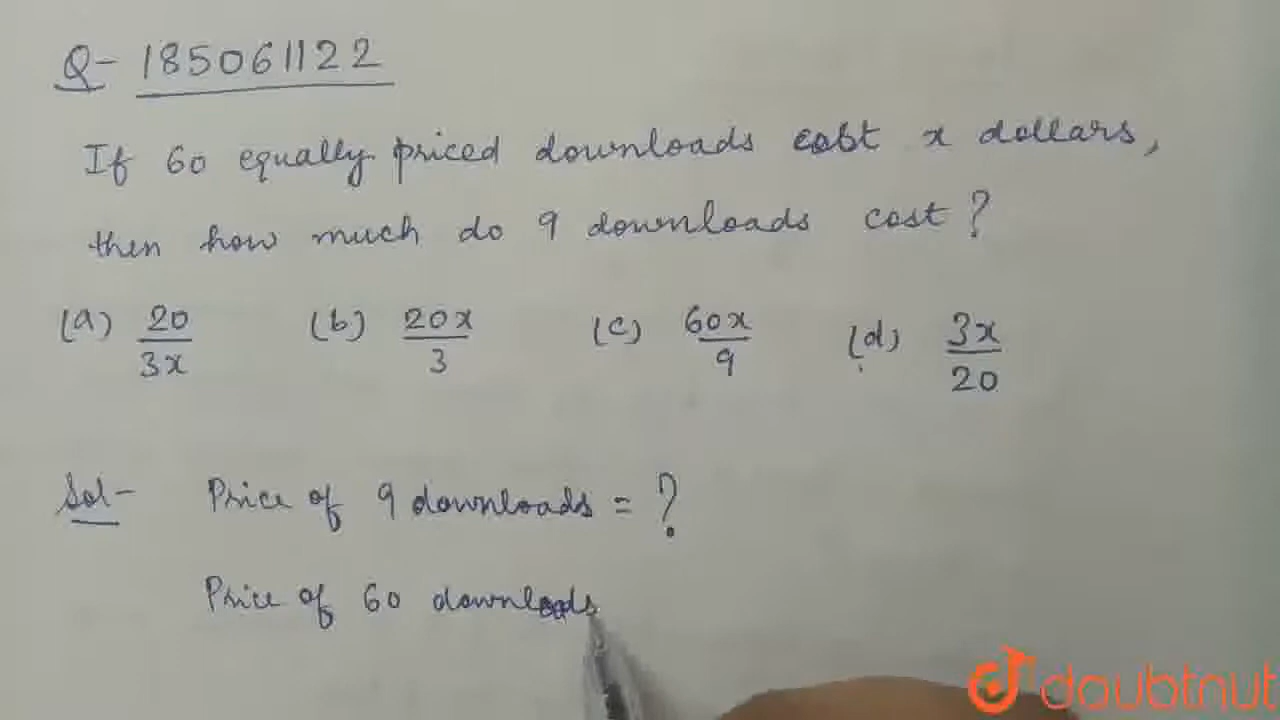 Q- 185061122
If 60 equally priced downloads cost x dollars,
then how much do 9 downloads cost?
(a) 20/3x (b) 20x/3 (c) 60x/9 (d) 3x/20
Sol- Price of 9 downloads = ?
Price of 60 downloads
doubtnut